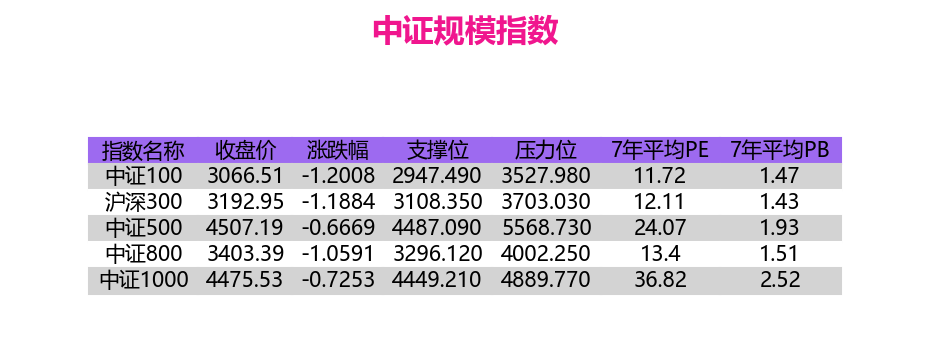 中证规模指数
指数名称 收盘价 涨跌幅 支撑位 压力位 7年平均PE 7年平均PB
中证100 3066.51 -1.2008 2947.490 3527.980 11.72 1.47
沪深300 3192.95 -1.1884 3108.350 3703.030 12.11 1.43
中证500 4507.19 -0.6669 4487.090 5568.730 24.07 1.93
中证800 3403.39 -1.0591 3296.120 4002.250 13.4 1.51
中证1000 4475.53 -0.7253 4449.210 4889.770 36.82 2.52